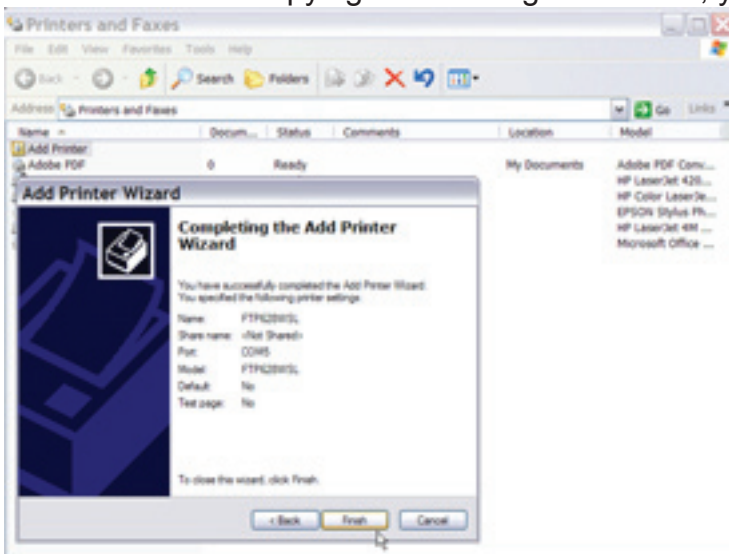 Printers and Faxes
File Edit View Favorites Tools Help
Back Search Folders
Address Printers and Faxes Go Links
Name Docum... Status Comments Location Model
Add Printer
Adobe PDF 0 Ready My Documents Adobe PDF Conv...
HP LaserJet 420...
HP Color LaserJe...
EPSON Stylus Ph...
HP LaserJet 4M ...
Microsoft Office ...
Add Printer Wizard
Completing the Add Printer
Wizard
You have successfully completed the Add Printer Wizard.
You specified the following printer settings:
Name: FTP628WSL
Share name: <Not Shared>
Port: COM5
Model: FTP628WSL
Default: No
Test page: No
To close this wizard, click Finish.
< Back Finish Cancel